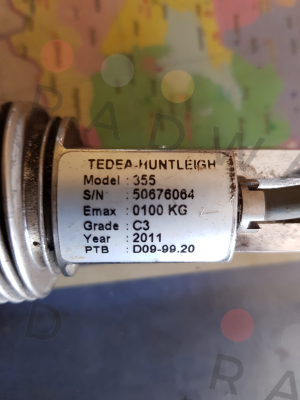 TEDEA-HUNTLEIGH
Model : 355
S/N : 50676064
Emax : 0100 KG
Grade : C3
Year : 2011
PTB : D09-99.20